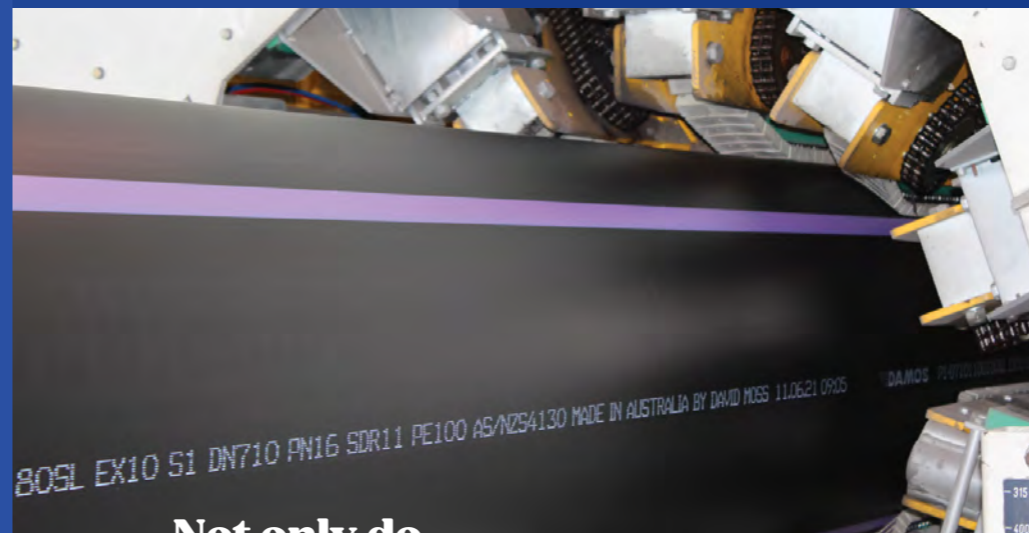 80SL EX10 S1 DN710 PN16 SDR11 PE100 AS/NZS4130 MADE IN AUSTRALIA BY DAVID MOSS 11.06.21 09:05
DAMOS
315
400
Not only do